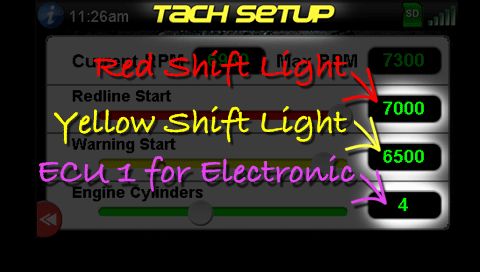 TACH SETUP
11:26am
SD
Current RPM Max RPM 7300
Red Shift Light
Redline Start 7000
Yellow Shift Light
Warning Start 6500
ECU 1 for Electronic
Engine Cylinders 4